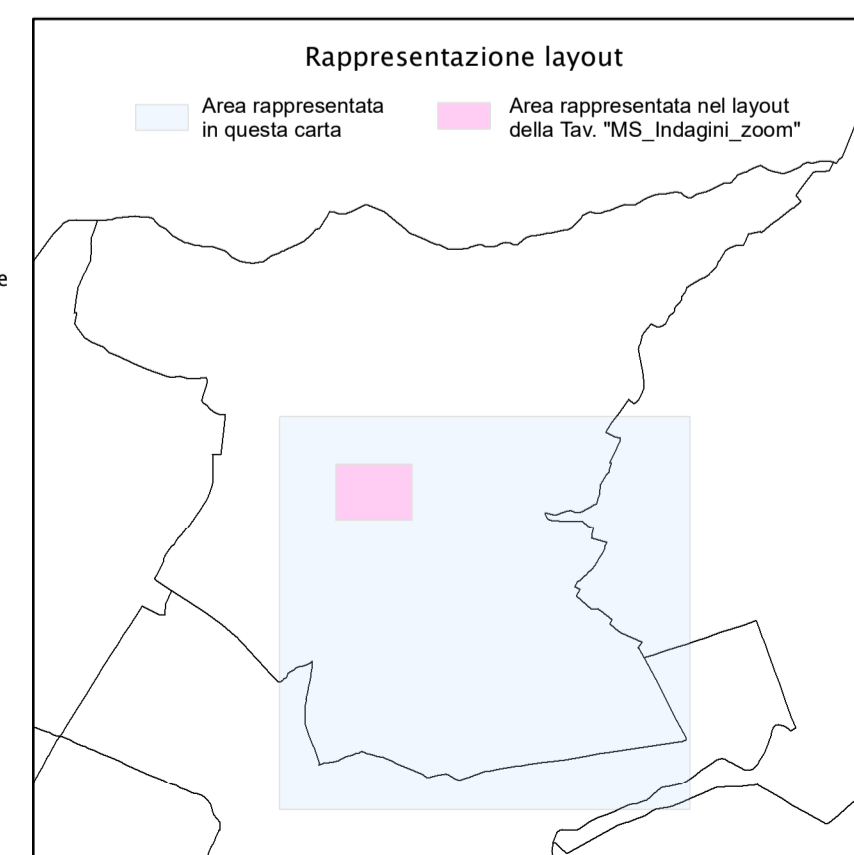 Rappresentazione layout
Area rappresentata
in questa carta
Area rappresentata nel layout
della Tav. "MS_Indagini_zoom"
e